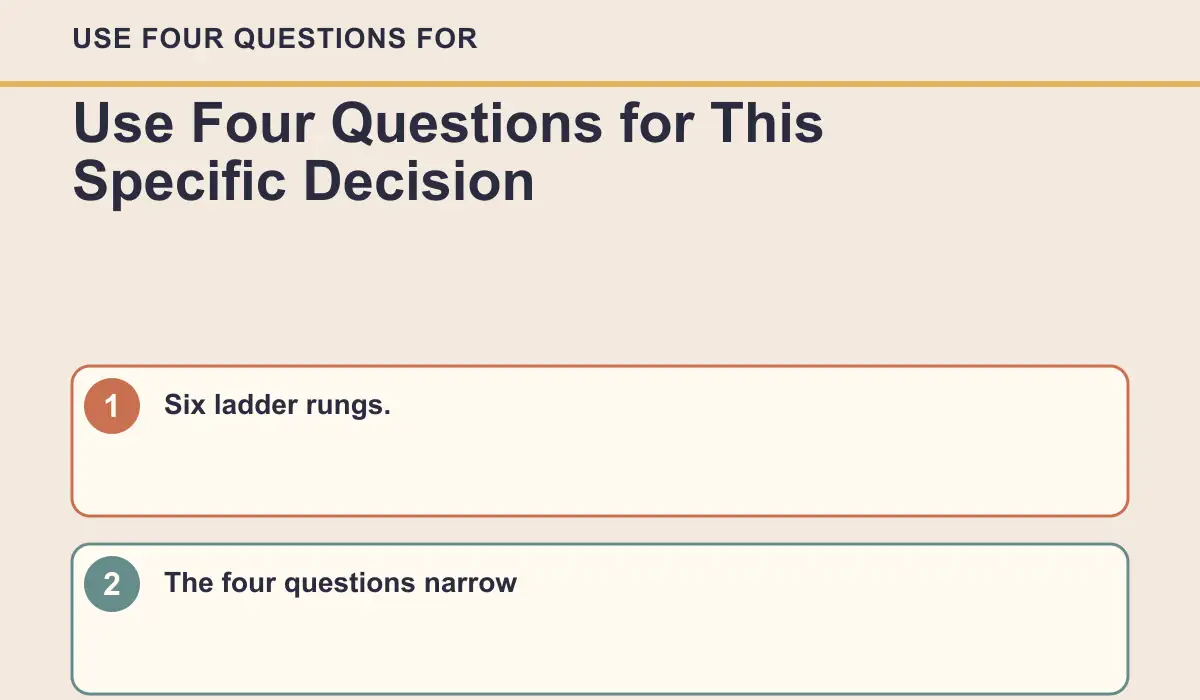 USE FOUR QUESTIONS FOR
Use Four Questions for This
Specific Decision
1
Six ladder rungs.
2
The four questions narrow